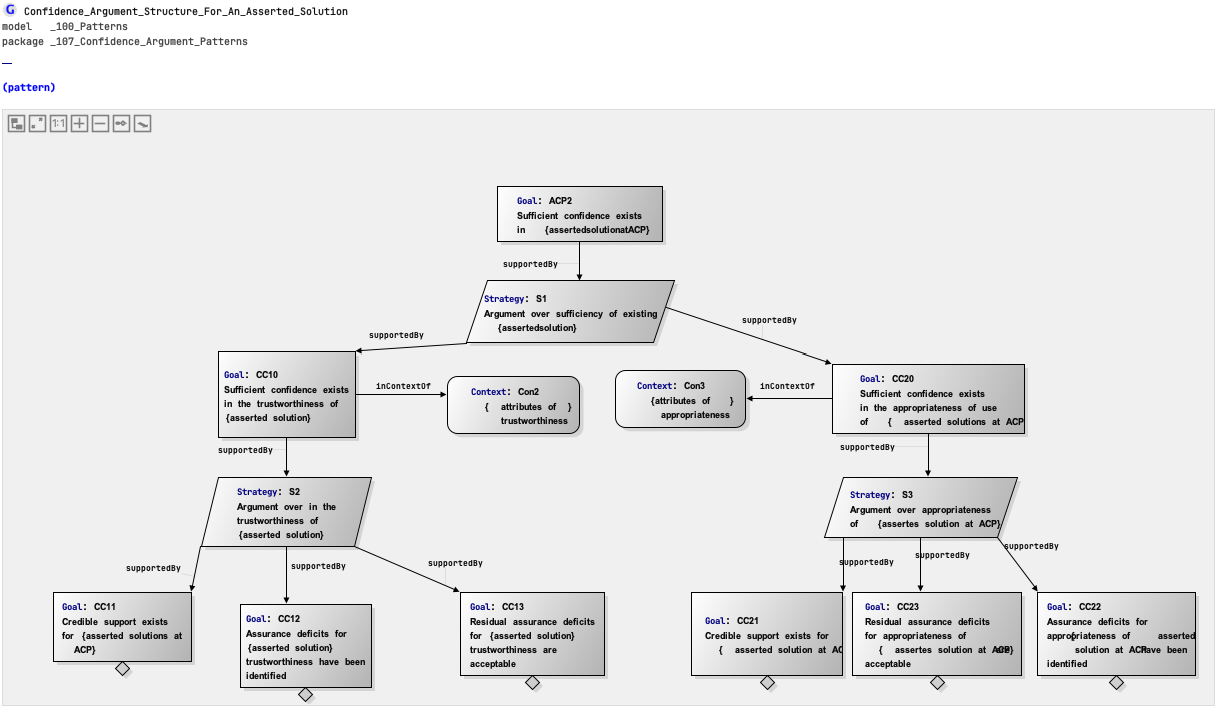 G Confidence_Argument_Structure_For_An_Asserted_Solution
model _100_Patterns
package _107_Confidence_Argument_Patterns
(pattern)
1:1
Goal: ACP2
Sufficient confidence exists
in {assertedsolutionatACP}
supportedBy
Strategy: S1
Argument over sufficiency of existing
{assertedsolution}
supportedBy
supportedBy
Goal: CC10
Sufficient confidence exists
in the trustworthiness of
{asserted solution}
inContextOf
Context: Con2
{ attributes of }
trustworthiness
Context: Con3
{attributes of }
appropriateness
inContextOf
Goal: CC20
Sufficient confidence exists
in the appropriateness of use
of { asserted solutions at ACP
supportedBy
supportedBy
Strategy: S2
Argument over in the
trustworthiness of
{asserted solution}
Strategy: S3
Argument over appropriateness
of {assertes solution at ACP}
supportedBy
supportedBy
supportedBy
supportedBy
supportedBy
supportedBy
Goal: CC11
Credible support exists
for {asserted solutions at
ACP}
Goal: CC12
Assurance deficits for
{asserted solution}
trustworthiness have been
identified
Goal: CC13
Residual assurance deficits
for {asserted solution}
trustworthiness are
acceptable
Goal: CC21
Credible support exists for
{ asserted solution at AC
Goal: CC23
Residual assurance deficits
for appropriateness of
{ assertes solution at
acceptable
Goal: CC22
Assurance deficits for
appropriateness of { asserted
solution at ACP have been
identified